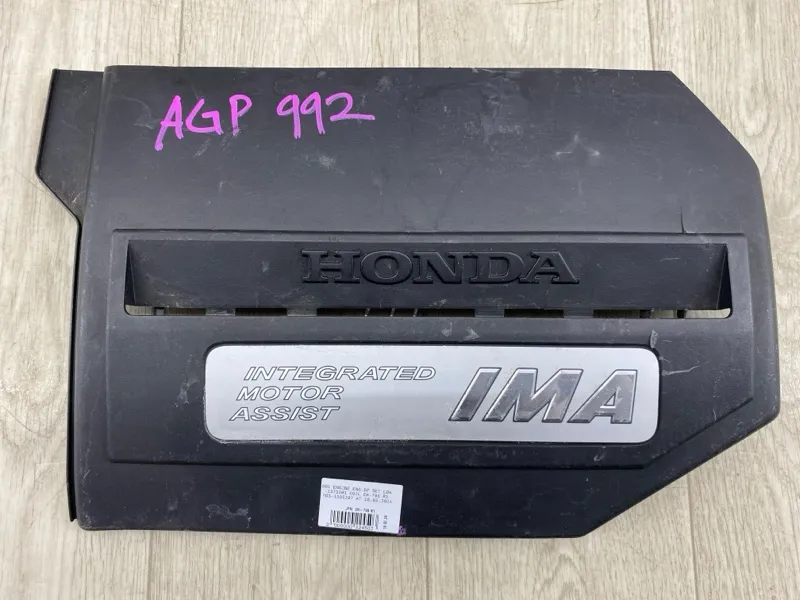 AGP 992
HONDA
INTEGRATED
MOTOR
ASSIST
IMA